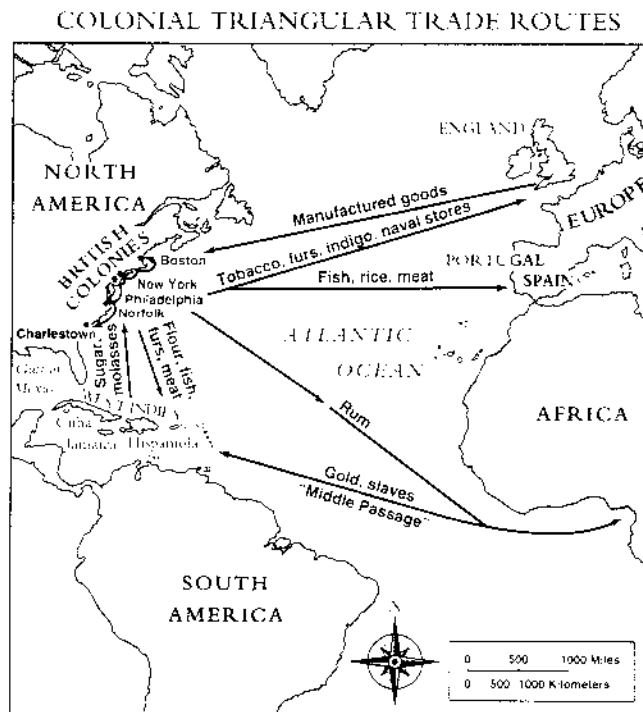 COLONIAL TRIANGULAR TRADE ROUTES
ENGLAND
NORTH
AMERICA
EUROPE
Manufactured goods
Tobacco, furs, indigo, naval stores
BRITISH
COLONIES
Boston
PORTUGAL
SPAIN
Fish, rice, meat
New York
Philadelphia
Norfolk
Charlestown
ATLANTIC
OCEAN
Sugar,
molasses
Flour, fish,
furs, meat
Gulf of
Mexico
WEST INDIES
Cuba
Jamaica
Hispaniola
Rum
AFRICA
Gold, slaves
"Middle Passage"
SOUTH
AMERICA
N
0 500 1000 Miles
0 500 1000 Kilometers